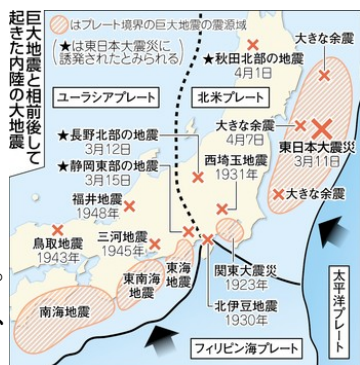 巨大地震と相前後して
起きた内陸の大地震
はプレート境界の巨大地震の震源域
★は東日本大震災に
誘発されたとみられる
大きな余震
★秋田北部の地震
4月1日
ユーラシアプレート
北米プレート
大きな余震
4月7日
東日本大震災
3月11日
★長野北部の地震
3月12日
★静岡東部の地震
3月15日
西埼玉地震
1931年
大きな余震
福井地震
1948年
鳥取地震
1943年
三河地震
1945年
東海
地震
東南海
地震
南海地震
関東大震災
1923年
北伊豆地震
1930年
太平洋プレート
フィリピン海プレート